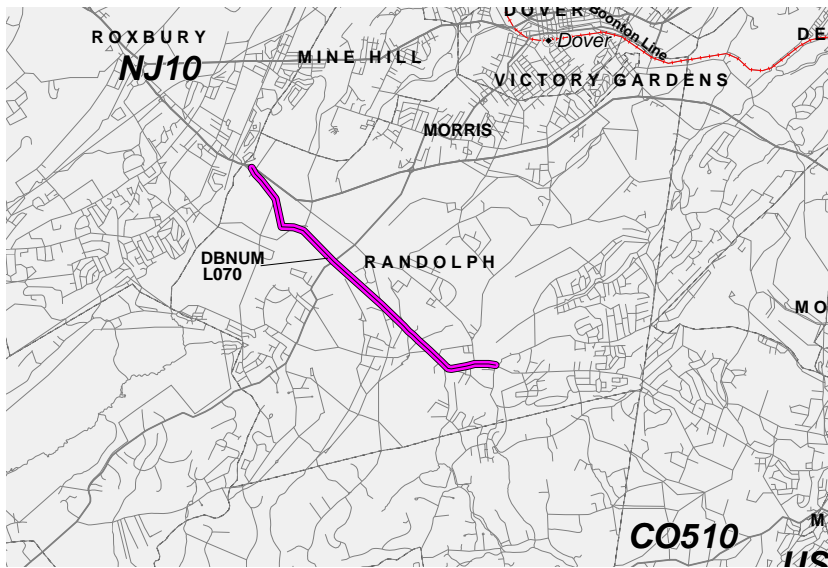 DOVER
Boonton Line
Dover
DE
ROXBURY
NJ10
MINE HILL
VICTORY GARDENS
MORRIS
DBNUM
L070
RANDOLPH
MO
CO510
M
US